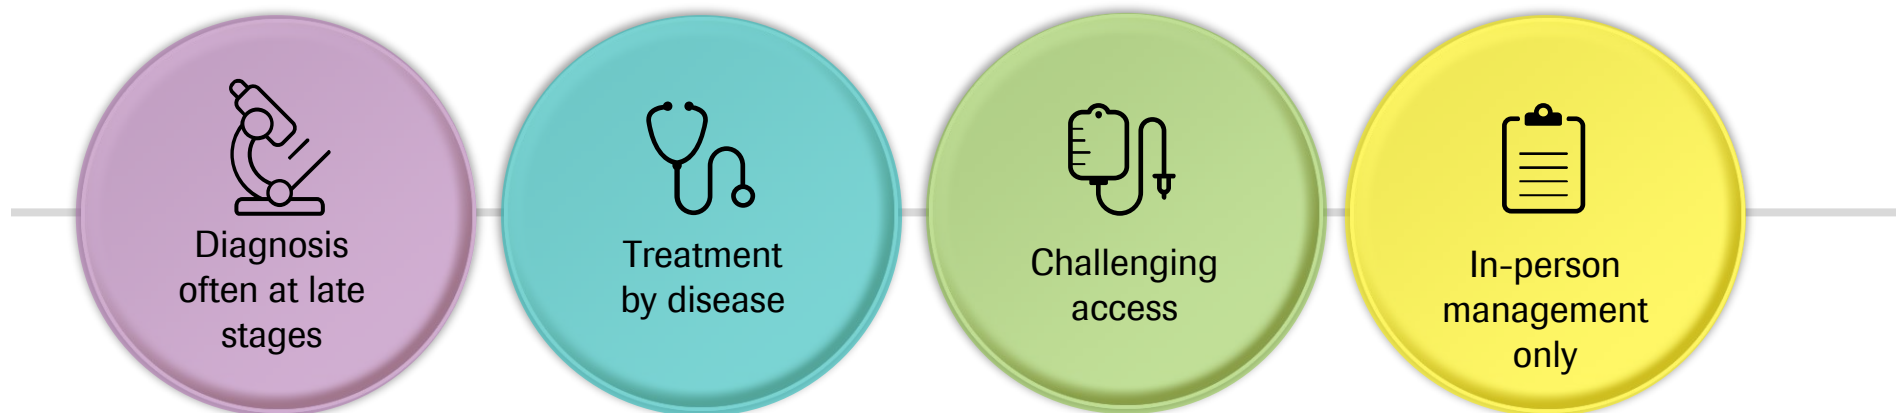 Diagnosis
often at late
stages
Treatment
by disease
Challenging
access
In-person
management
only